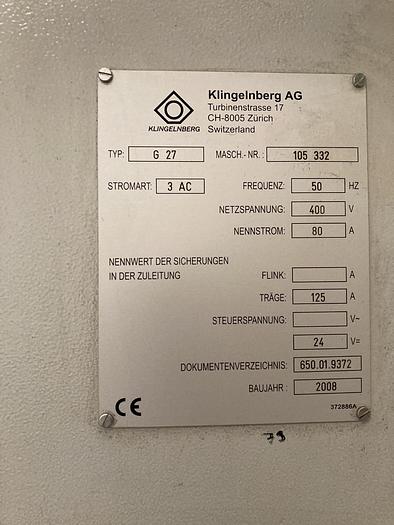 Klingelnberg AG
Turbinenstrasse 17
CH-8005 Zürich
Switzerland
KLINGELNBERG
TYP: G 27 MASCH.- NR. : 105 332
STROMART: 3 AC FREQUENZ: 50 HZ
NETZSPANNUNG: 400 V
NENNSTROM: 80 A
NENNWERT DER SICHERUNGEN
IN DER ZULEITUNG FLINK: A
TRÄGE: 125 A
STEUERSPANNUNG: V~
24 V=
DOKUMENTENVERZEICHNIS: 650.01.9372
BAUJAHR : 2008
CE 372886A
79